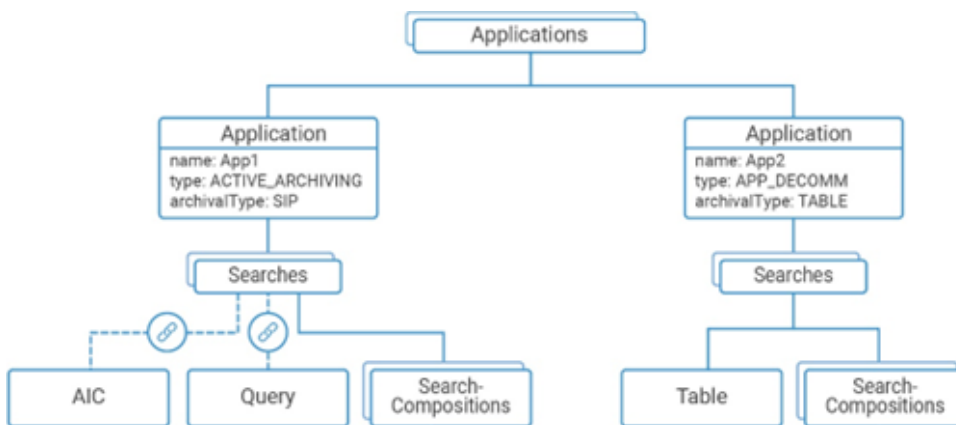 Applications
Application
name: App1
type: ACTIVE_ARCHIVING
archivalType: SIP
Application
name: App2
type: APP_DECOMM
archivalType: TABLE
Searches
Searches
AIC
Query
Search-
Compositions
Table
Search-
Compositions